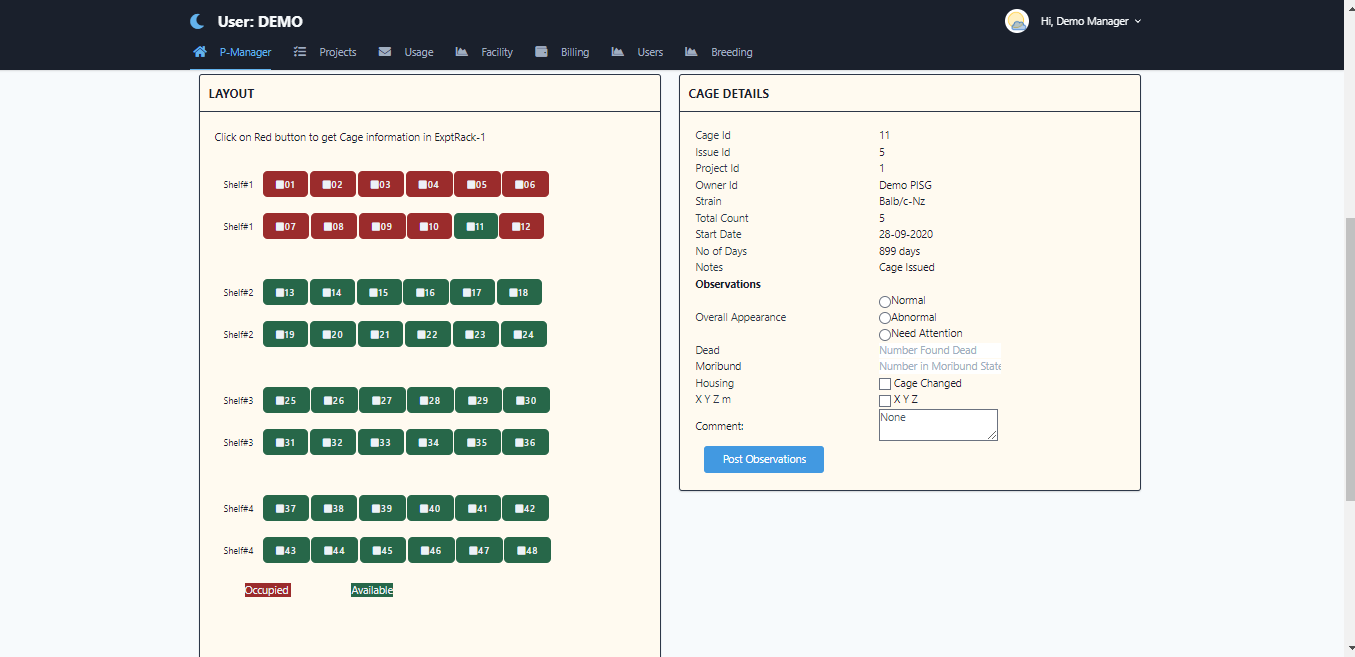 User: DEMO
Hi, Demo Manager
P-Manager Projects Usage Facility Billing Users Breeding
LAYOUT
Click on Red button to get Cage information in ExptRack-1
Shelf#1 01 02 03 04 05 06
Shelf#1 07 08 09 10 11 12
Shelf#2 13 14 15 16 17 18
Shelf#2 19 20 21 22 23 24
Shelf#3 25 26 27 28 29 30
Shelf#3 31 32 33 34 35 36
Shelf#4 37 38 39 40 41 42
Shelf#4 43 44 45 46 47 48
Occupied Available
CAGE DETAILS
Cage Id 11
Issue Id 5
Project Id 1
Owner Id Demo PISG
Strain Balb/c-Nz
Total Count 5
Start Date 28-09-2020
No of Days 899 days
Notes Cage Issued
Observations
Normal
Overall Appearance Abnormal
Need Attention
Dead Number Found Dead
Moribund Number in Moribund State
Housing Cage Changed
X Y Z m X Y Z
Comment: None
Post Observations